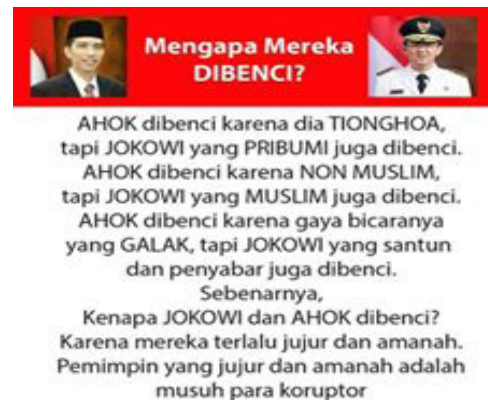 Mengapa Mereka
DIBENCI?
AHOK dibenci karena dia TIONGHOA,
tapi JOKOWI yang PRIBUMI juga dibenci.
AHOK dibenci karena NON MUSLIM,
tapi JOKOWI yang MUSLIM juga dibenci.
AHOK dibenci karena gaya bicaranya
yang GALAK, tapi JOKOWI yang santun
dan penyabar juga dibenci.
Sebenarnya,
Kenapa JOKOWI dan AHOK dibenci?
Karena mereka terlalu jujur dan amanah.
Pemimpin yang jujur dan amanah adalah
musuh para koruptor